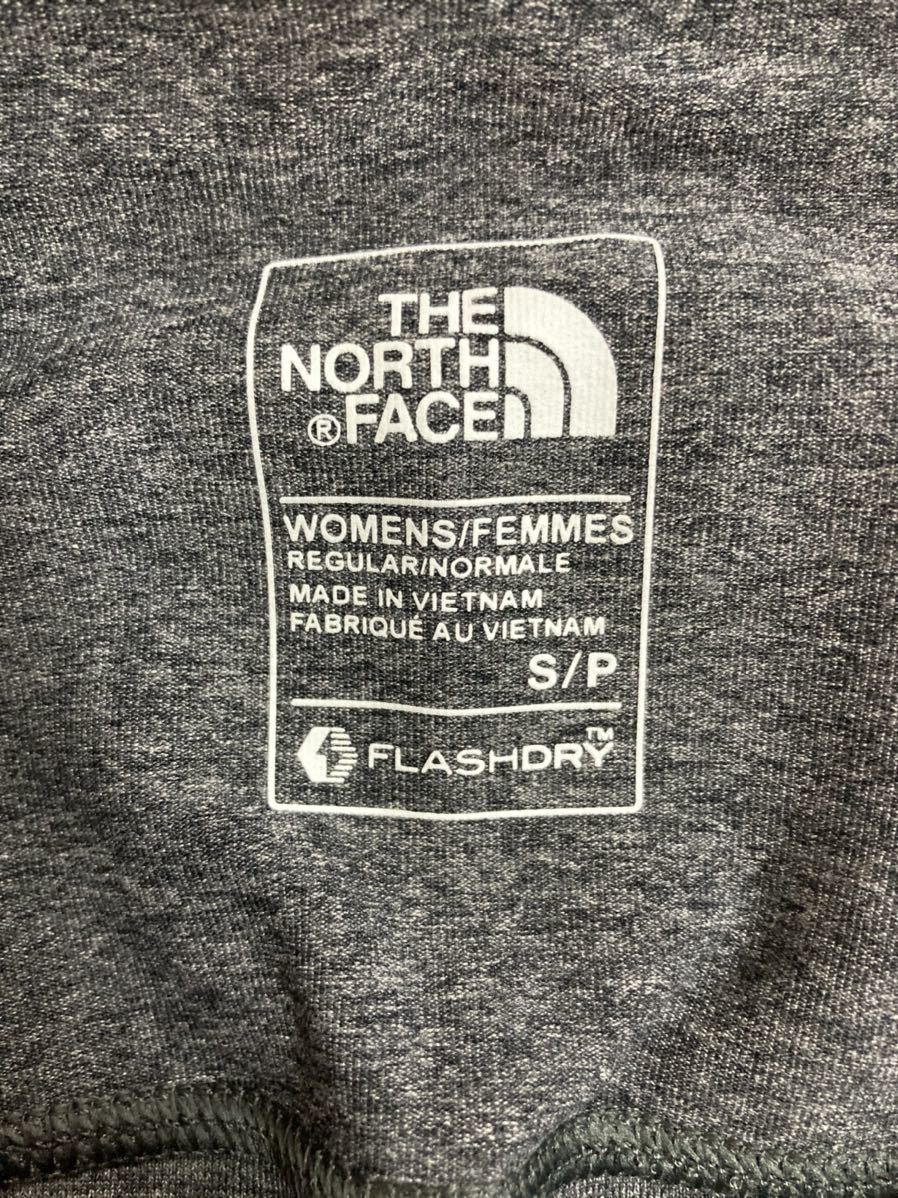 THE
NORTH
® FACE
WOMENS/FEMMES
REGULAR/NORMALE
MADE IN VIETNAM
FABRIQUÉ AU VIETNAM
S/P
FLASHDRY™